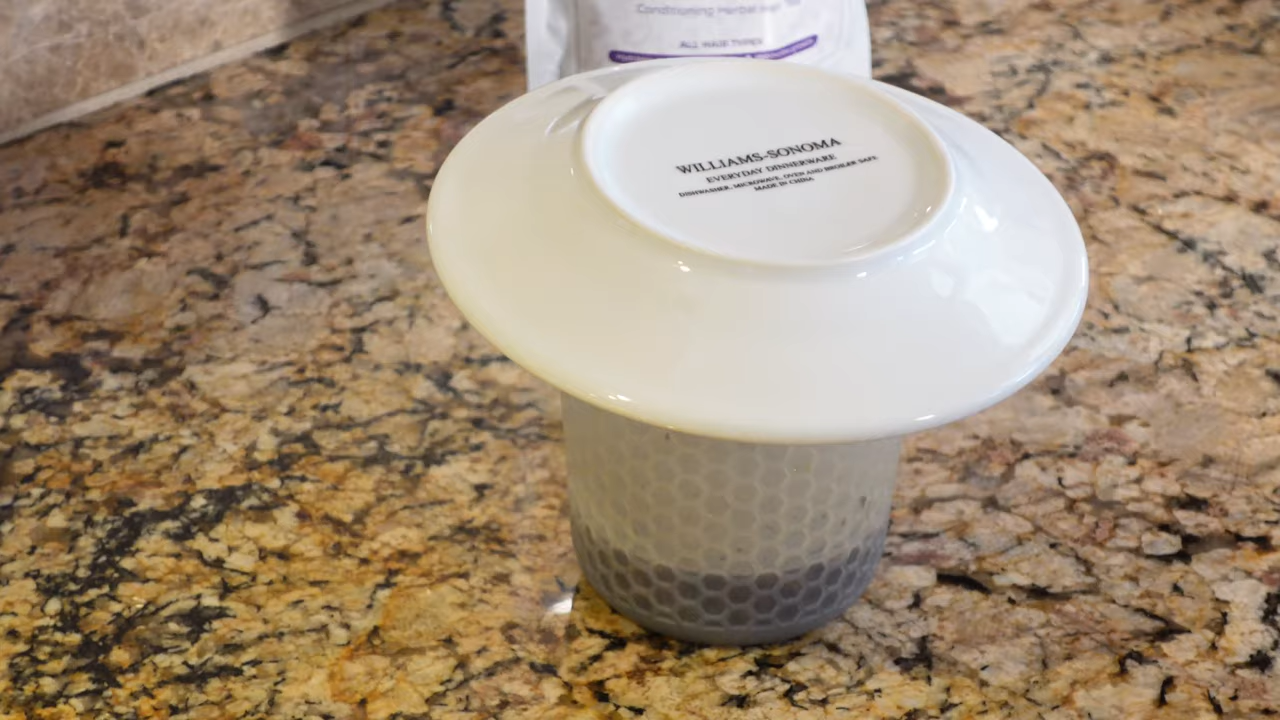 Conditioning Herbal Hair
ALL HAIR TYPES
WILLIAMS-SONOMA
EVERYDAY DINNERWARE
DISHWASHER, MICROWAVE, OVEN AND BROILER SAFE
MADE IN CHINA